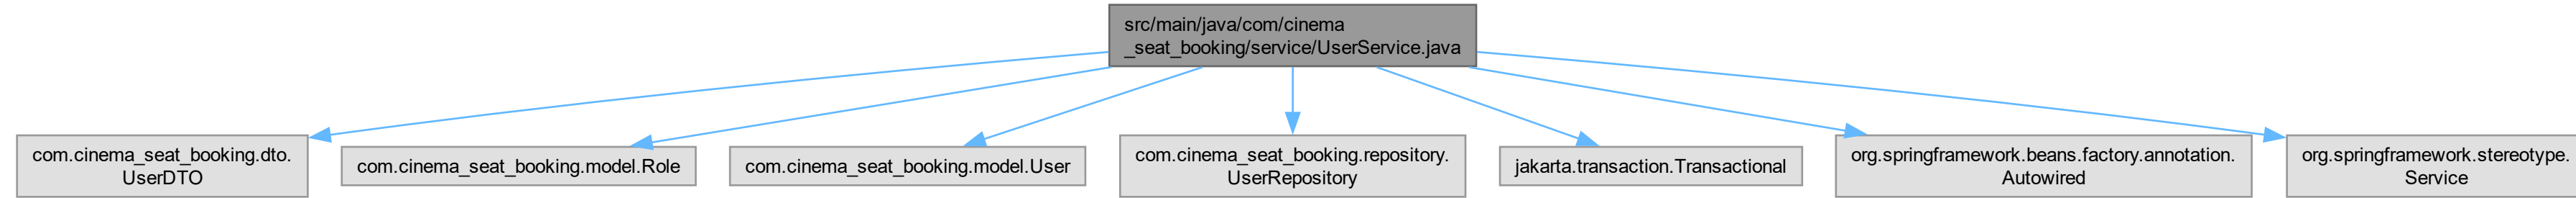 src/main/java/com/cinema
_seat_booking/service/UserService.java
com.cinema_seat_booking.dto.
UserDTO
com.cinema_seat_booking.model.Role
com.cinema_seat_booking.model.User
com.cinema_seat_booking.repository.
UserRepository
jakarta.transaction.Transactional
org.springframework.beans.factory.annotation.
Autowired
org.springframework.stereotype.
Service